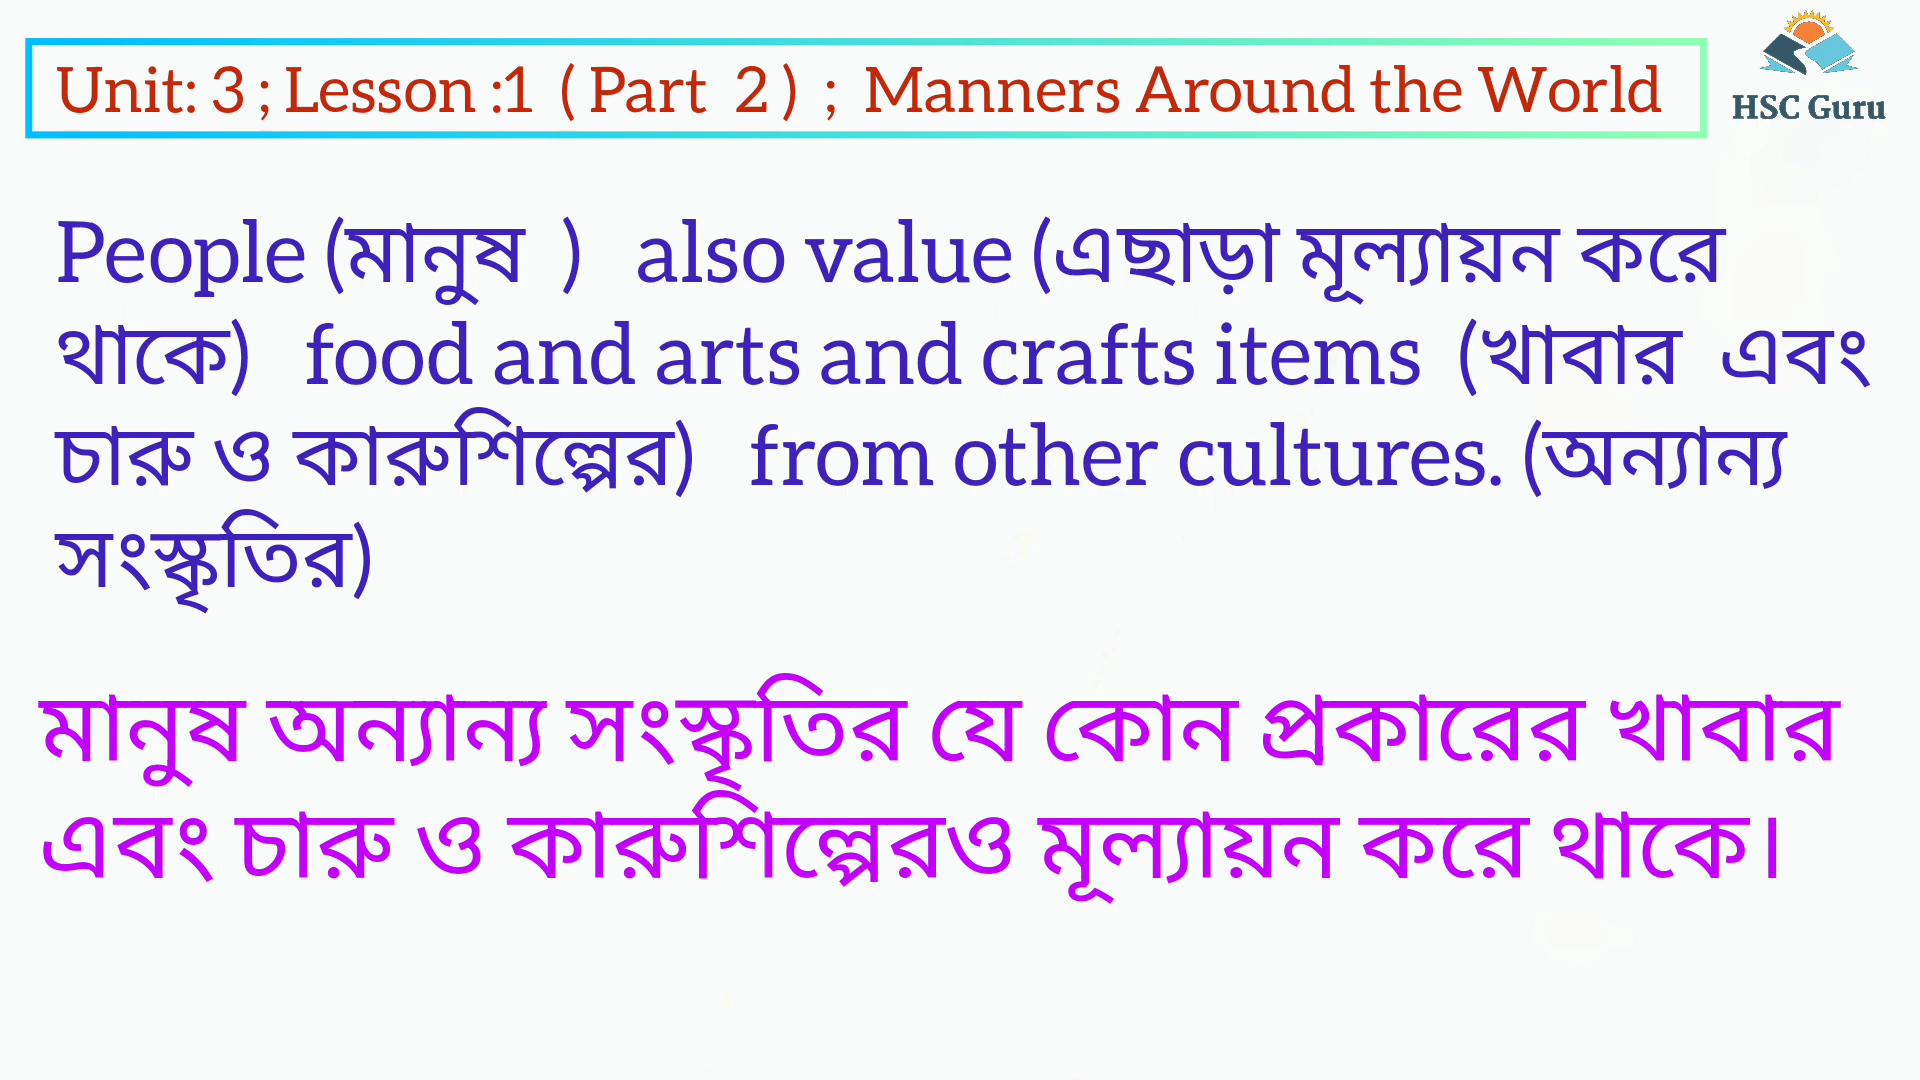 Unit: 3 ; Lesson :1 ( Part 2 ) ; Manners Around the World
HSC Guru
People (মানুষ ) also value (এছাড়া মূল্যায়ন করে
থাকে) food and arts and crafts items (খাবার এবং
চারু ও কারুশিল্পের) from other cultures. (অন্যান্য
সংস্কৃতির)
মানুষ অন্যান্য সংস্কৃতির যে কোন প্রকারের খাবার
এবং চারু ও কারুশিল্পেরও মূল্যায়ন করে থাকে।